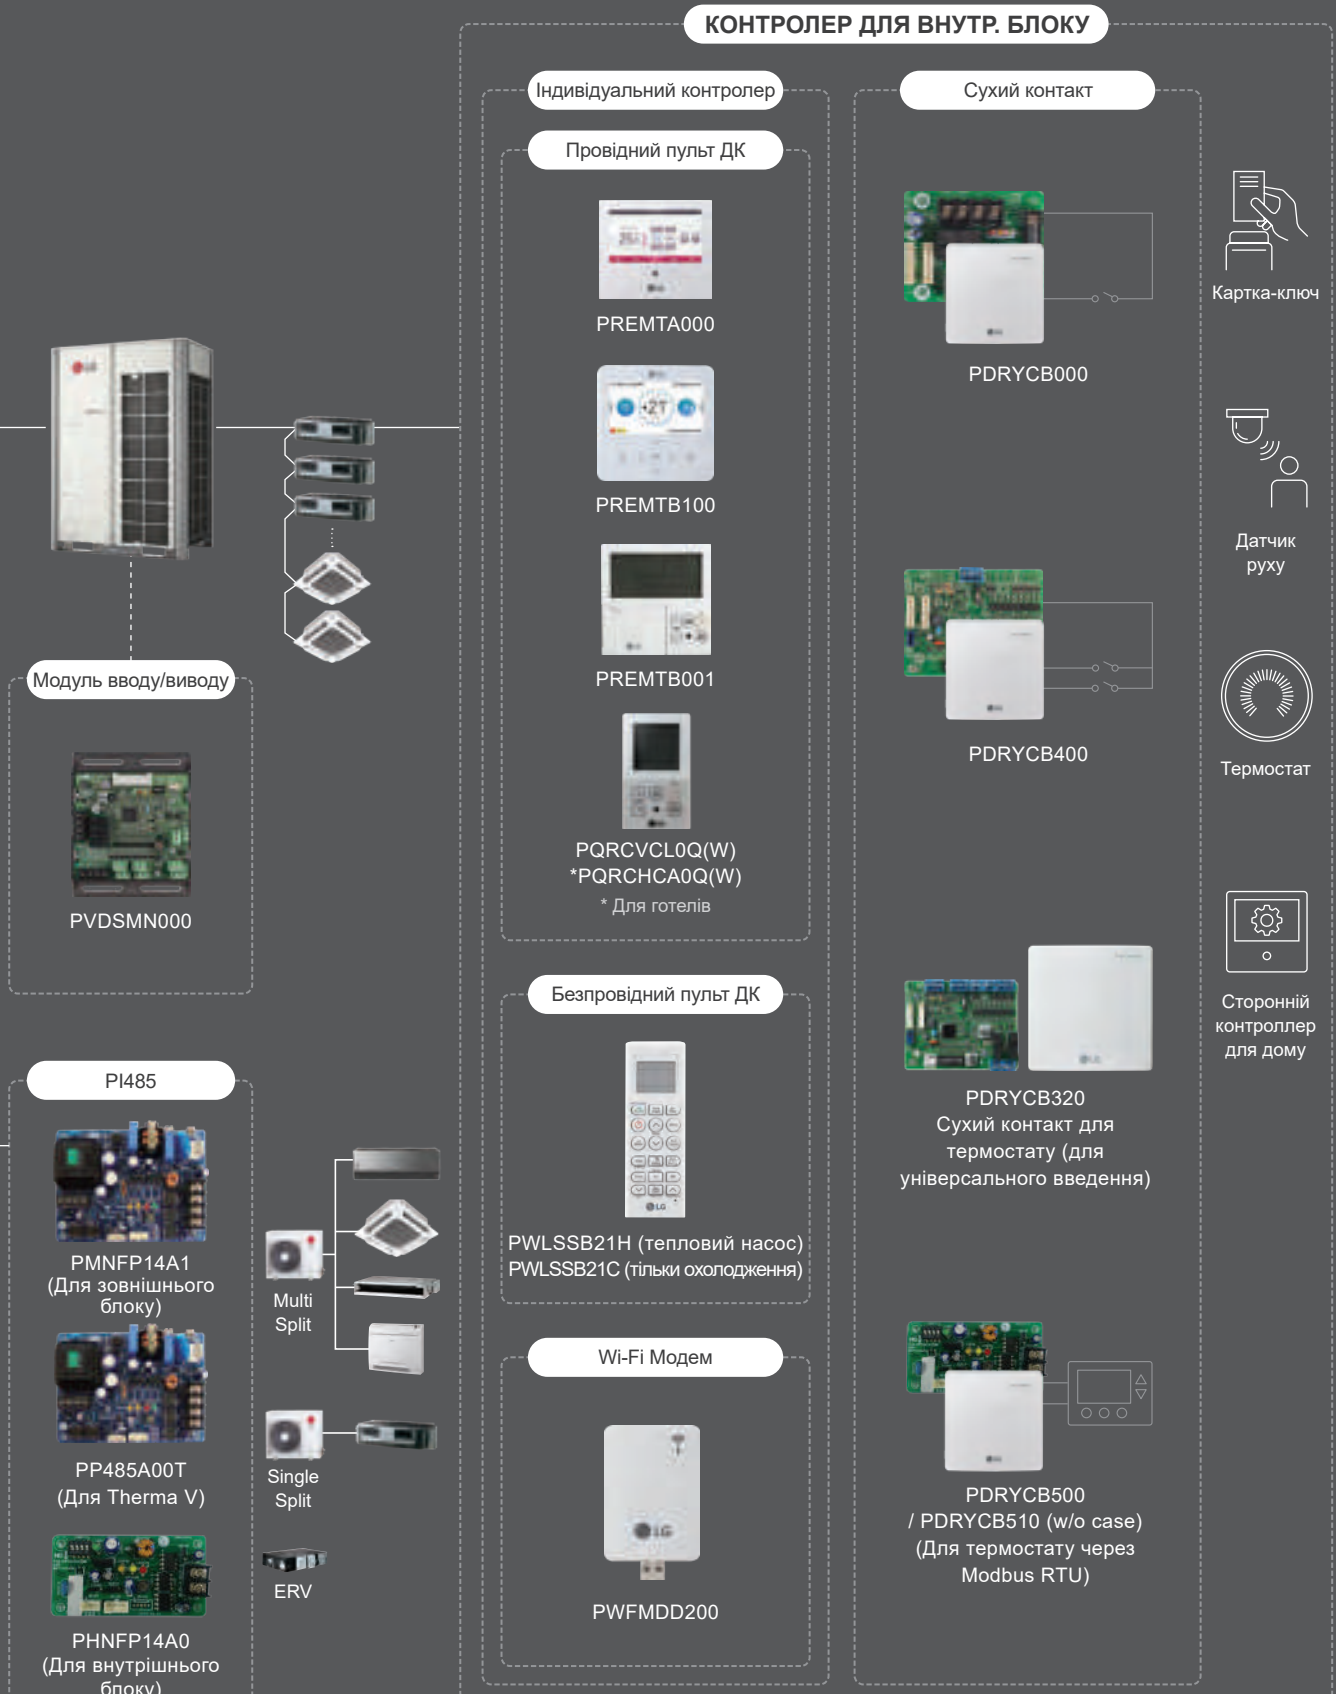 КОНТРОЛЕР ДЛЯ ВНУТР. БЛОКУ
Індивідуальний контролер
Провідний пульт ДК
PREMTA000
PREMTB100
PREMTB001
PQRCVCL0Q(W)
*PQRCHCA0Q(W)
* Для готелів
Безпровідний пульт ДК
LG
PWLSSB21H (тепловий насос)
PWLSSB21C (тільки охолодження)
Wi-Fi Модем
LG
PWFMDD200
Сухий контакт
PDRYCB000
PDRYCB400
PDRYCB320
Сухий контакт для
термостату (для
універсального введення)
PDRYCB500
/ PDRYCB510 (w/o case)
(Для термостату через
Modbus RTU)
Картка-ключ
Датчик
руху
Термостат
Сторонній
контроллер
для дому
LG
Модуль вводу/виводу
PVDSMN000
PI485
PMNFP14A1
(Для зовнішнього
блоку)
PP485A00T
(Для Therma V)
PHNFP14A0
(Для внутрішнього
блоку)
Multi
Split
Single
Split
ERV